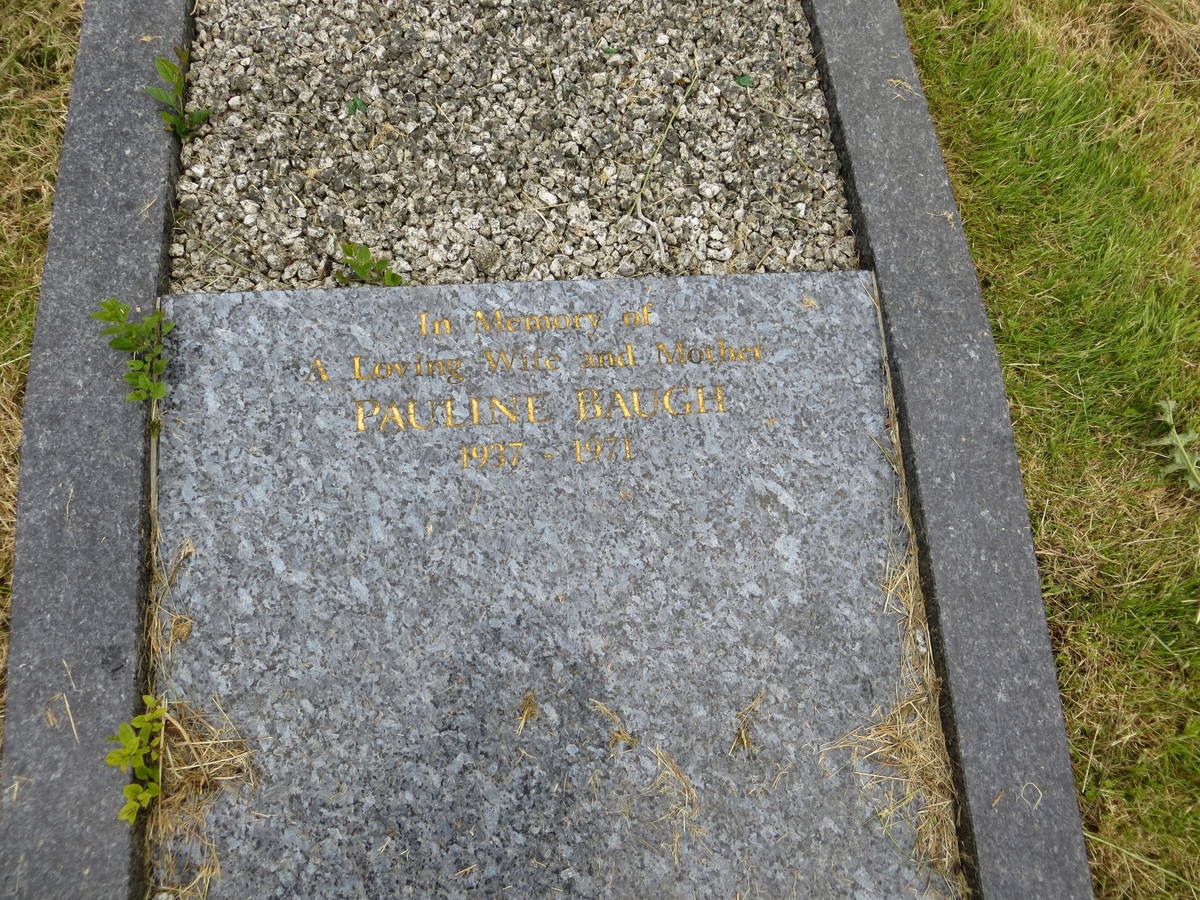 In Memory of
A Loving Wife and Mother
PAULINE BAUGH
1937 - 1971